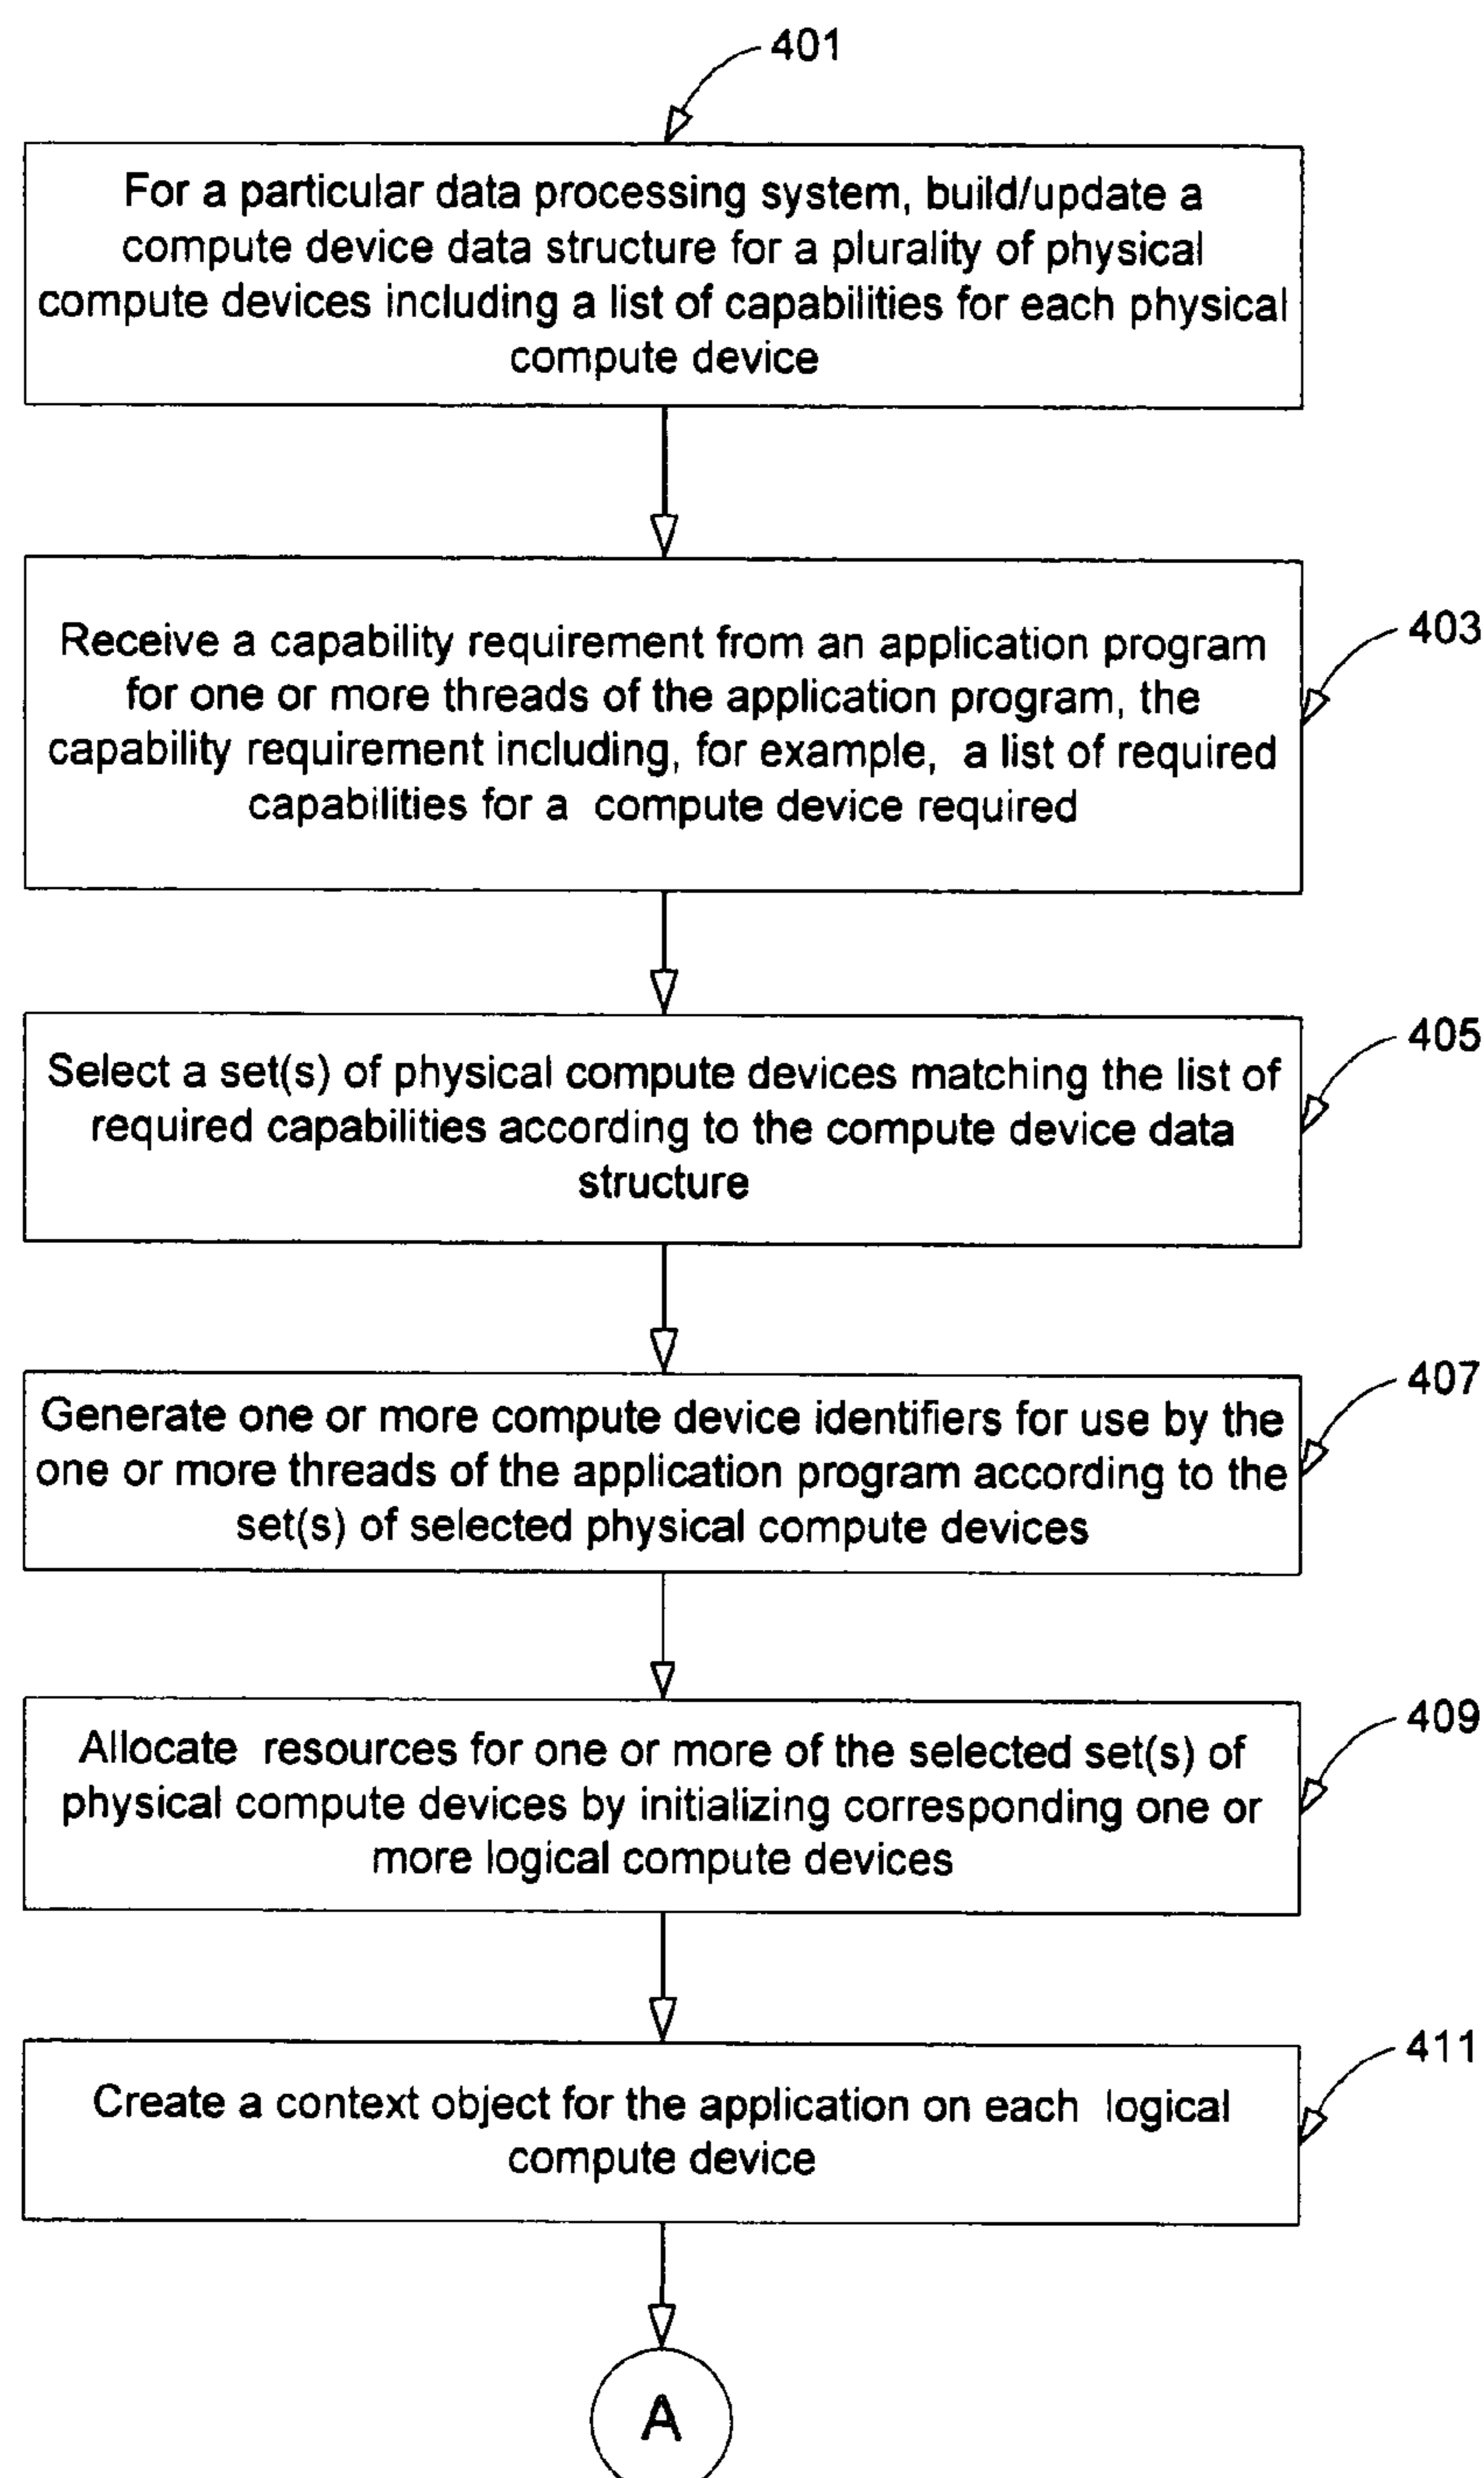 401
For a particular data processing system, build/update a
compute device data structure for a plurality of physical
compute devices including a list of capabilities for each physical
compute device
Receive a capability requirement from an application program
for one or more threads of the application program, the
capability requirement including, for example, a list of required
capabilities for a compute device required
403
Select a set(s) of physical compute devices matching the list of
required capabilities according to the compute device data
structure
405
Generate one or more compute device identifiers for use by the
one or more threads of the application program according to the
set(s) of selected physical compute devices
407
Allocate resources for one or more of the selected set(s) of
physical compute devices by initializing corresponding one or
more logical compute devices
409
Create a context object for the application on each logical
compute device
411
A